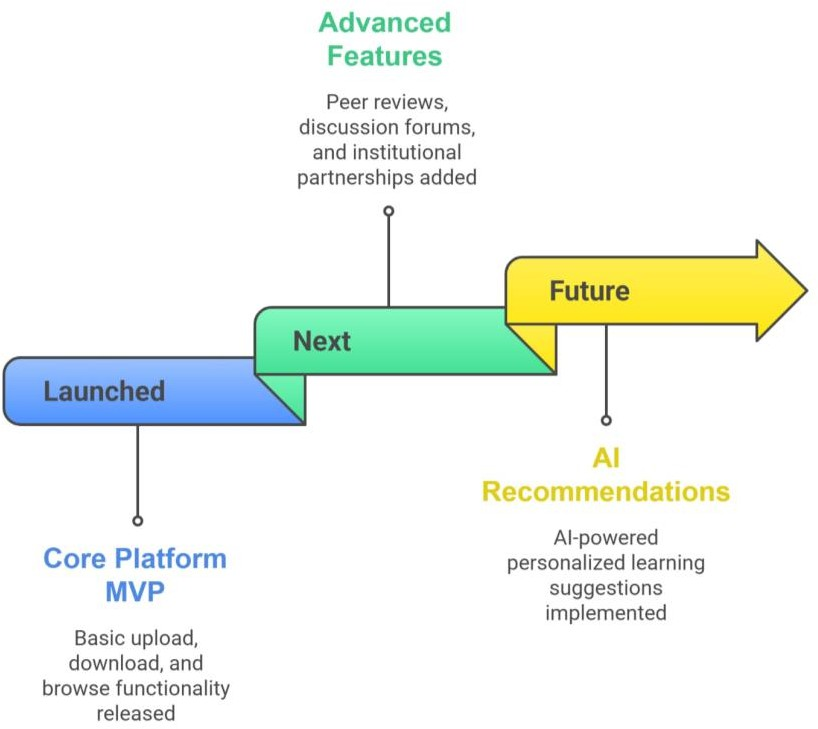 Advanced
Features
Peer reviews,
discussion forums,
and institutional
partnerships added
Future
Next
Launched
AI
Recommendations
AI-powered
personalized learning
suggestions
implemented
Core Platform
MVP
Basic upload,
download, and
browse functionality
released